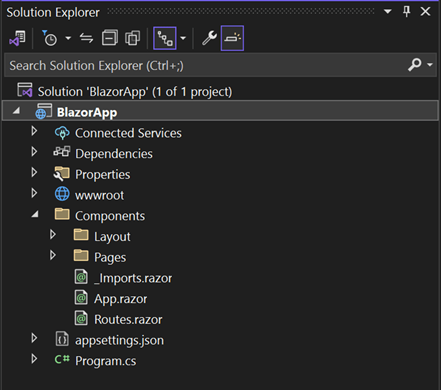 Solution Explorer
Search Solution Explorer (Ctrl+;)
Solution 'BlazorApp' (1 of 1 project)
BlazorApp
Connected Services
Dependencies
Properties
wwwroot
Components
Layout
Pages
_Imports.razor
App.razor
Routes.razor
appsettings.json
C# Program.cs